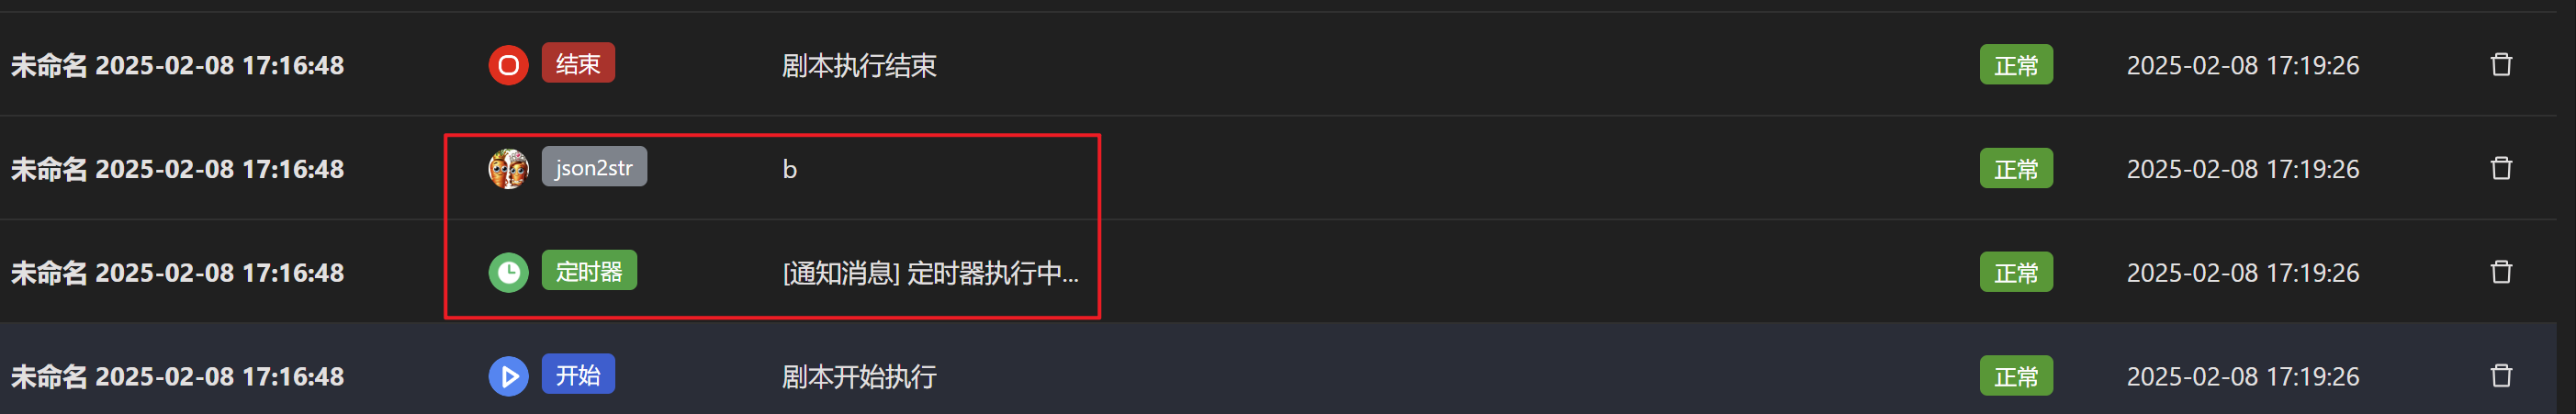 未命名 2025-02-08 17:16:48 结束 剧本执行结束 正常 2025-02-08 17:19:26
未命名 2025-02-08 17:16:48 json2str b 正常 2025-02-08 17:19:26
未命名 2025-02-08 17:16:48 定时器 [通知消息] 定时器执行中... 正常 2025-02-08 17:19:26
未命名 2025-02-08 17:16:48 开始 剧本开始执行 正常 2025-02-08 17:19:26